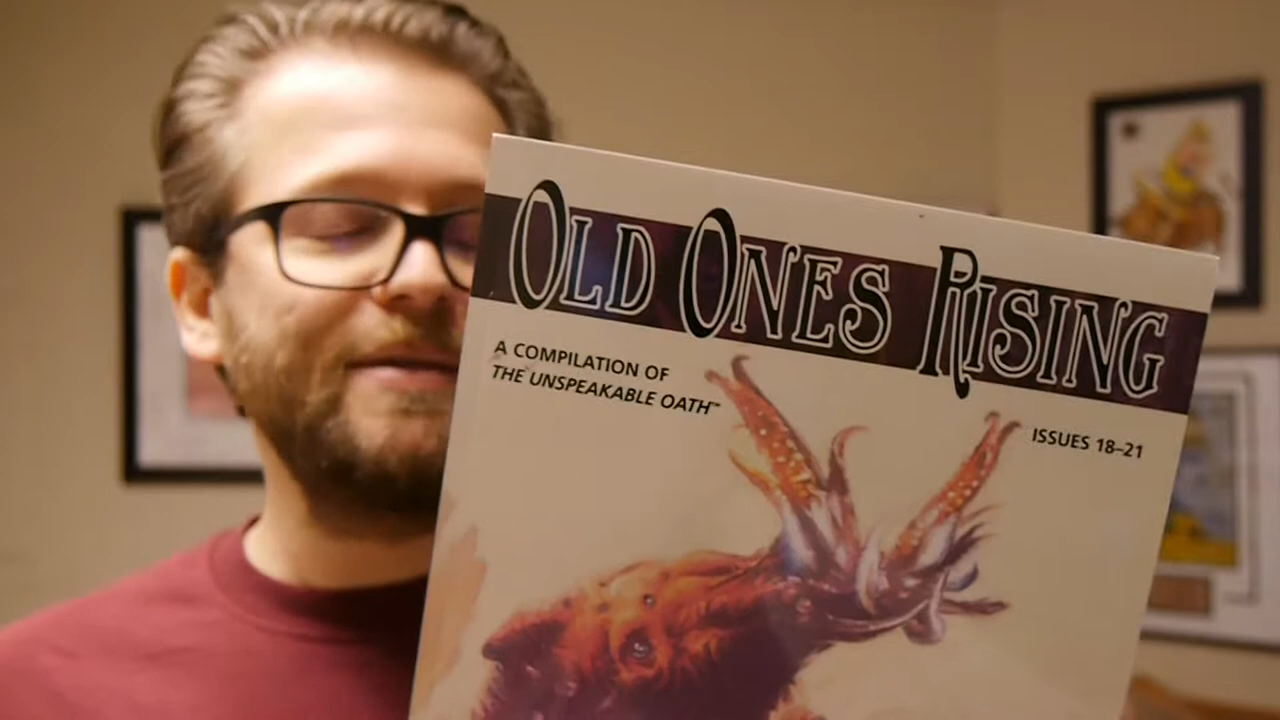 OLD ONES RISING
A COMPILATION OF
THE UNSPEAKABLE OATH™
ISSUES 18–21